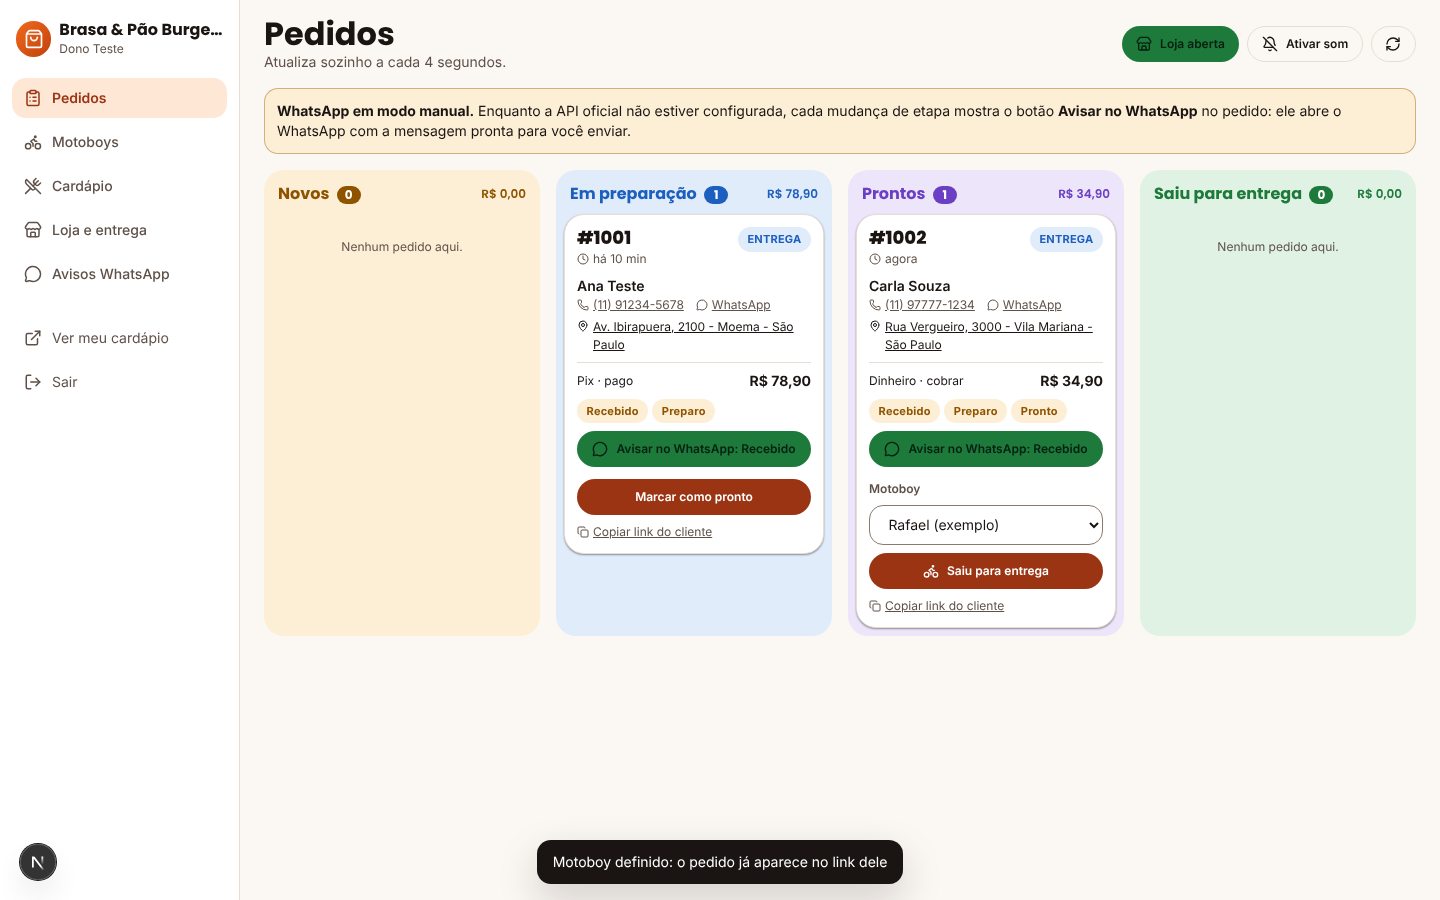 Brasa & Pão Burge...
Dono Teste
Pedidos
Motoboys
Cardápio
Loja e entrega
Avisos WhatsApp
Ver meu cardápio
Sair
N
Pedidos
Atualiza sozinho a cada 4 segundos.
Loja aberta
Ativar som
WhatsApp em modo manual. Enquanto a API oficial não estiver configurada, cada mudança de etapa mostra o botão Avisar no WhatsApp no pedido: ele abre o
WhatsApp com a mensagem pronta para você enviar.
Novos 0 R$ 0,00
Nenhum pedido aqui.
Em preparação 1 R$ 78,90
#1001 ENTREGA
há 10 min
Ana Teste
(11) 91234-5678 WhatsApp
Av. Ibirapuera, 2100 - Moema - São
Paulo
Pix · pago R$ 78,90
Recebido Preparo
Avisar no WhatsApp: Recebido
Marcar como pronto
Copiar link do cliente
Prontos 1 R$ 34,90
#1002 ENTREGA
agora
Carla Souza
(11) 97777-1234 WhatsApp
Rua Vergueiro, 3000 - Vila Mariana -
São Paulo
Dinheiro · cobrar R$ 34,90
Recebido Preparo Pronto
Avisar no WhatsApp: Recebido
Motoboy
Rafael (exemplo)
Saiu para entrega
Copiar link do cliente
Saiu para entrega 0 R$ 0,00
Nenhum pedido aqui.
Motoboy definido: o pedido já aparece no link dele